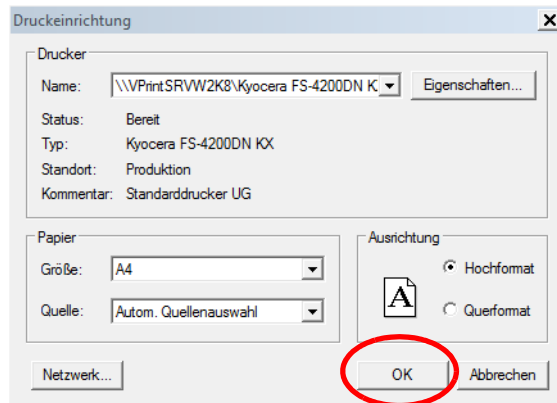 Druckeinrichtung
Drucker
Name: \\VPrintSRVW2K8\Kyocera FS-4200DN K Eigenschaften...
Status: Bereit
Typ: Kyocera FS-4200DN KX
Standort: Produktion
Kommentar: Standarddrucker UG
Papier
Größe: A4
Quelle: Autom. Quellenauswahl
Ausrichtung
A
Hochformat
Querformat
Netzwerk... OK Abbrechen